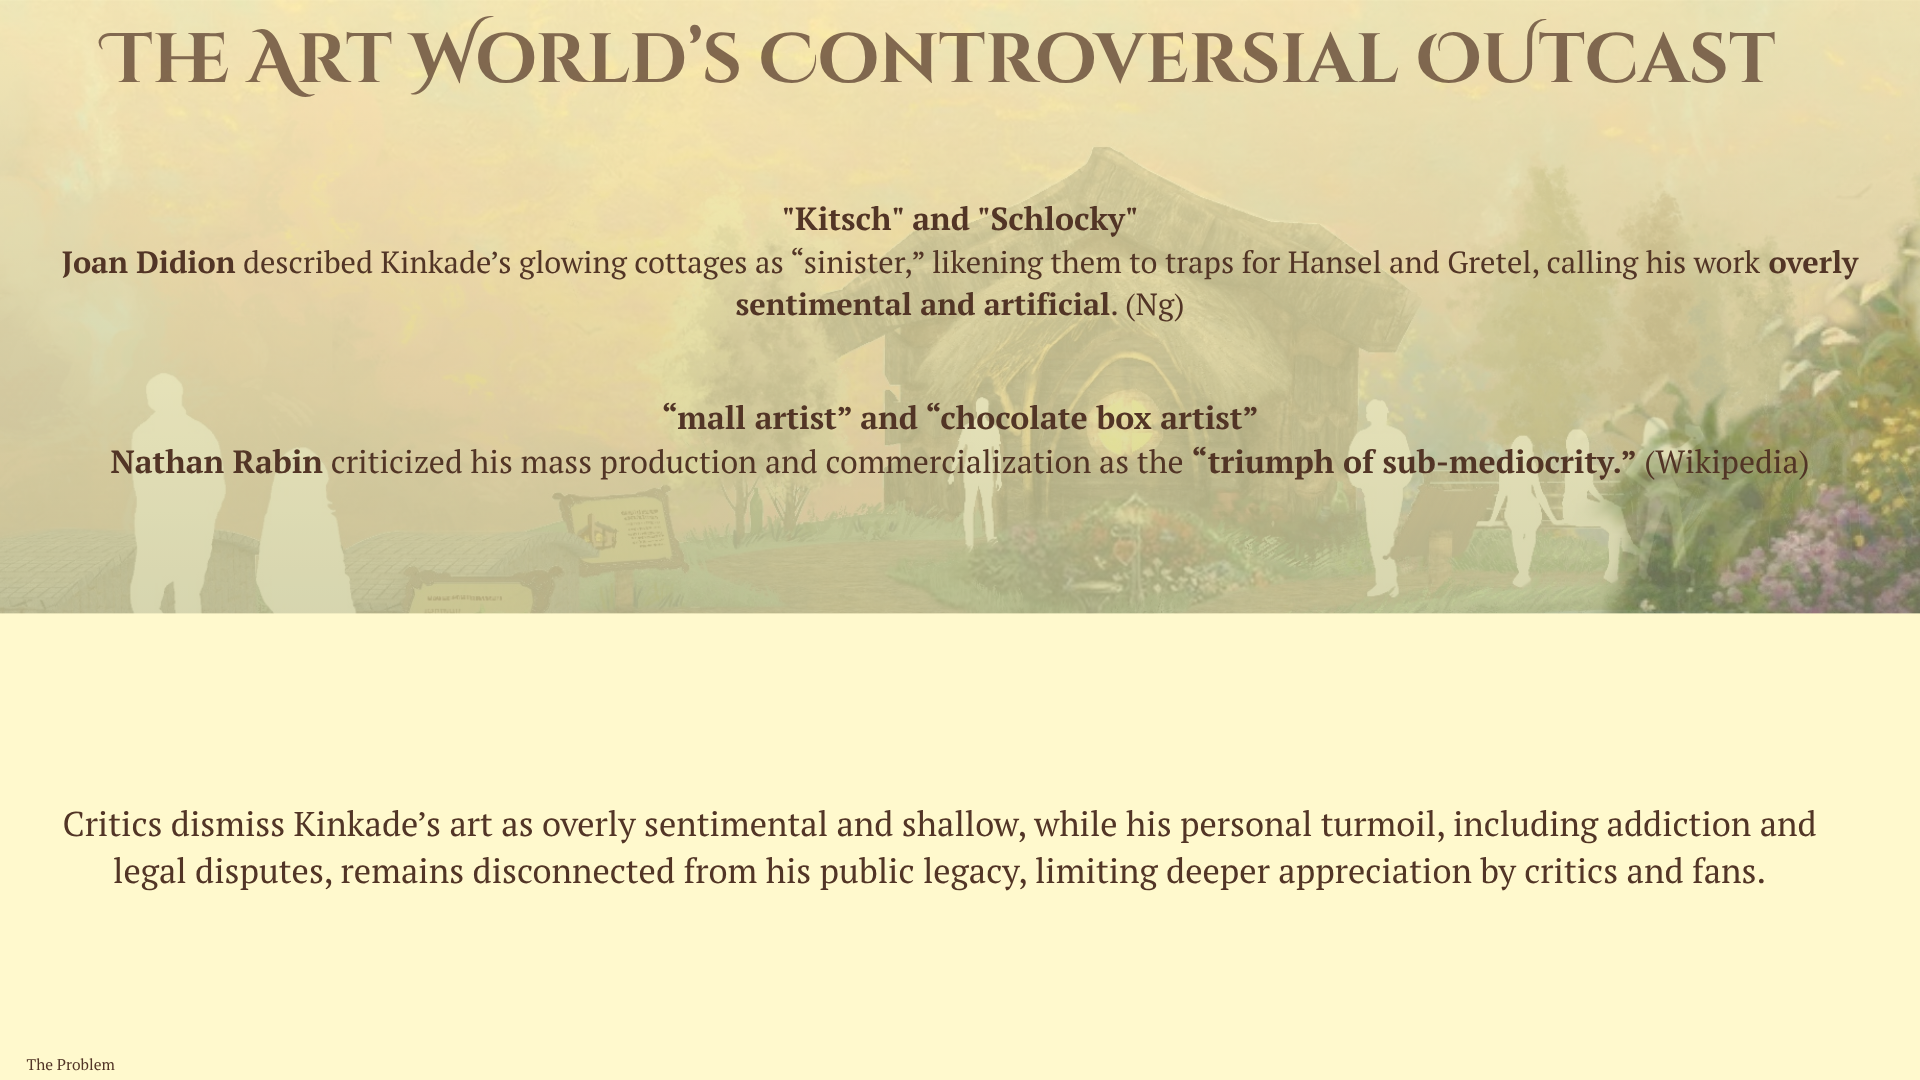 The Art World’s Controversial Outcast
"Kitsch" and "Schlocky"
Joan Didion described Kinkade’s glowing cottages as “sinister,” likening them to traps for Hansel and Gretel, calling his work overly
sentimental and artificial. (Ng)
“mall artist” and “chocolate box artist”
Nathan Rabin criticized his mass production and commercialization as the “triumph of sub-mediocrity.” (Wikipedia)
Critics dismiss Kinkade’s art as overly sentimental and shallow, while his personal turmoil, including addiction and
legal disputes, remains disconnected from his public legacy, limiting deeper appreciation by critics and fans.
The Problem